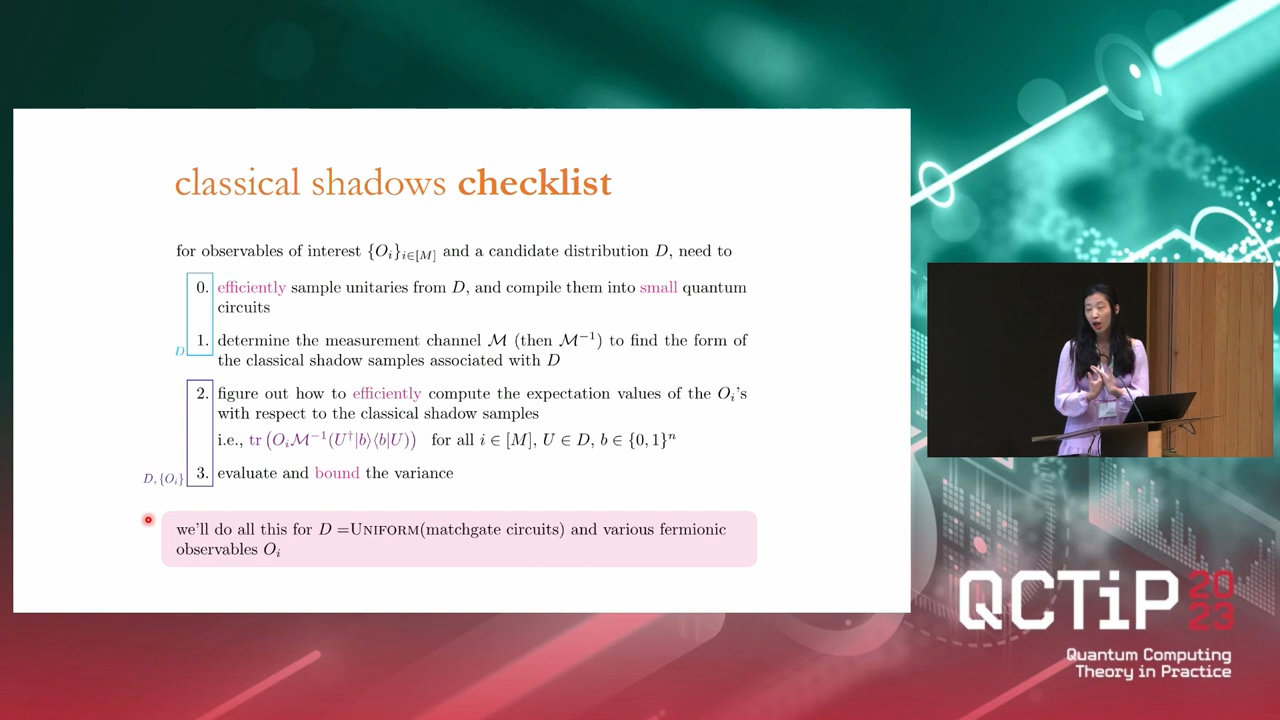 classical shadows checklist
for observables of interest {O_i}_{i∈[M]} and a candidate distribution D, need to
0. efficiently sample unitaries from D, and compile them into small quantum
circuits
1. determine the measurement channel ℳ (then ℳ⁻¹) to find the form of
the classical shadow samples associated with D
D
2. figure out how to efficiently compute the expectation values of the O_i's
with respect to the classical shadow samples
i.e., tr (O_iℳ⁻¹(U†|b⟩⟨b|U)) for all i ∈ [M], U ∈ D, b ∈ {0, 1}ⁿ
3. evaluate and bound the variance
D, {O_i}
we'll do all this for D =UNIFORM(matchgate circuits) and various fermionic
observables O_i
QCTiP 2023
Quantum Computing
Theory in Practice